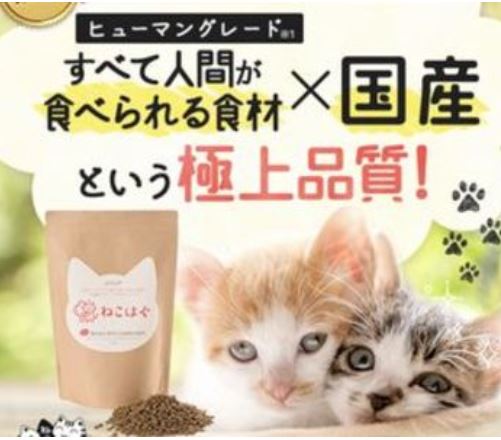 ヒューマングレード※1
すべて人間が
食べられる食材×国産
という極上品質!
ねこはぐ